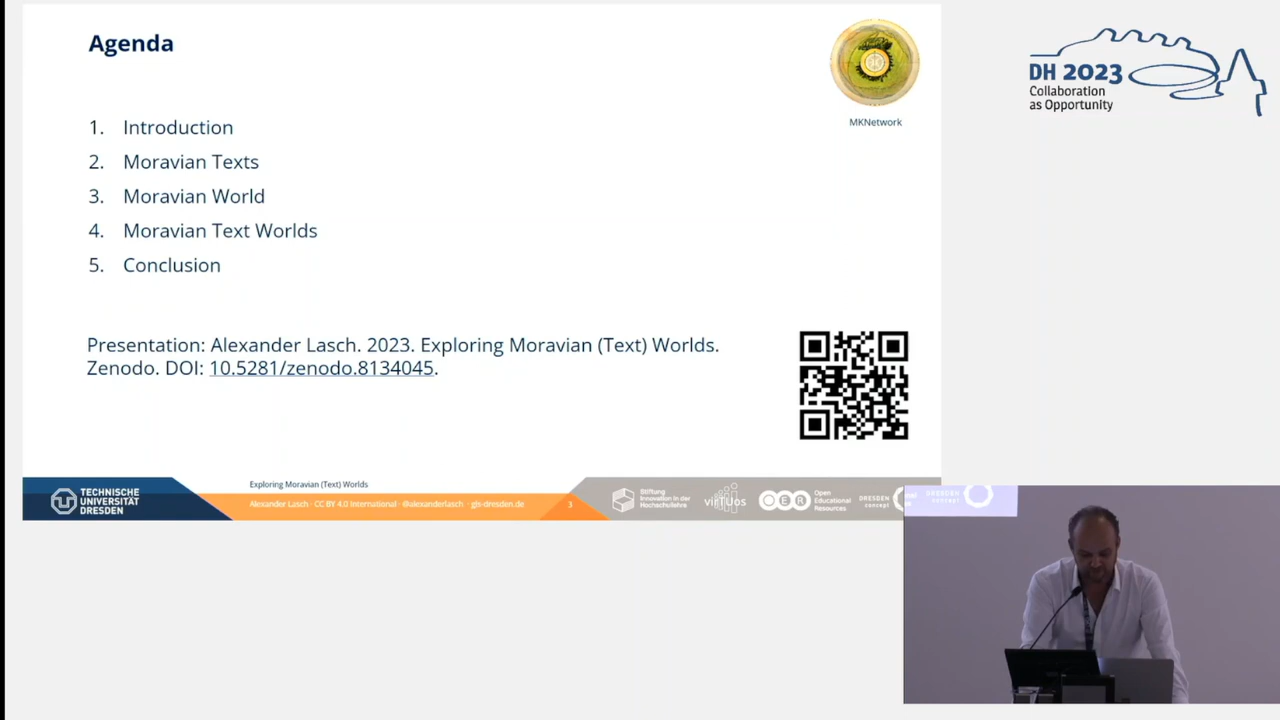 Agenda
MKNetwork
1. Introduction
2. Moravian Texts
3. Moravian World
4. Moravian Text Worlds
5. Conclusion
Presentation: Alexander Lasch. 2023. Exploring Moravian (Text) Worlds.
Zenodo. DOI: 10.5281/zenodo.8134045.
TECHNISCHE
UNIVERSITÄT
DRESDEN
Exploring Moravian (Text) Worlds
Alexander Lasch · CC BY 4.0 International · @alexanderlasch · gls-dresden.de
3
Stiftung
Innovation in der
Hochschullehre
virTUos
OER
Open
Educational
Resources
DRESDEN
concept
DH 2023
Collaboration
as Opportunity
DRESDEN
concept